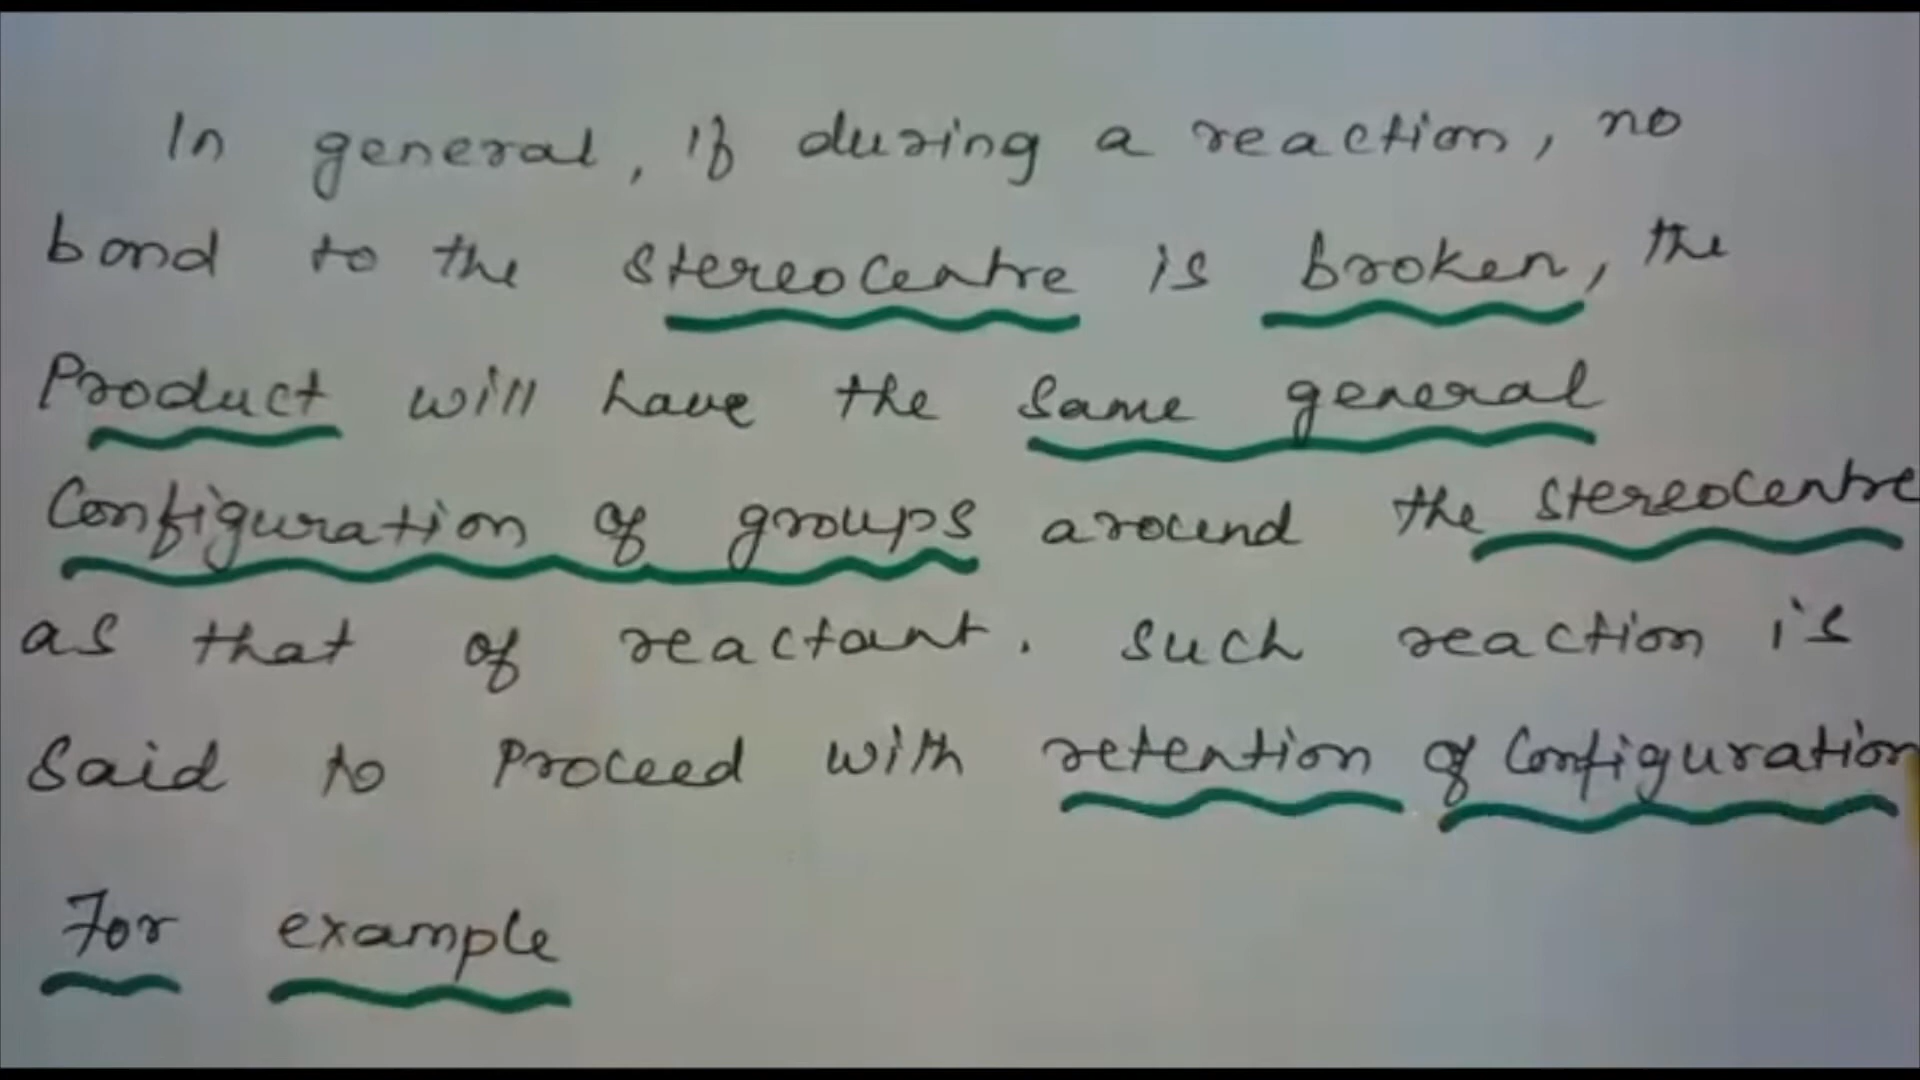 In general, if during a reaction, no
bond to the stereocentre is broken, the
Product will have the same general
Configuration of groups around the stereocentre
as that of reactant. Such reaction is
said to proceed with retention of Configuration
For example